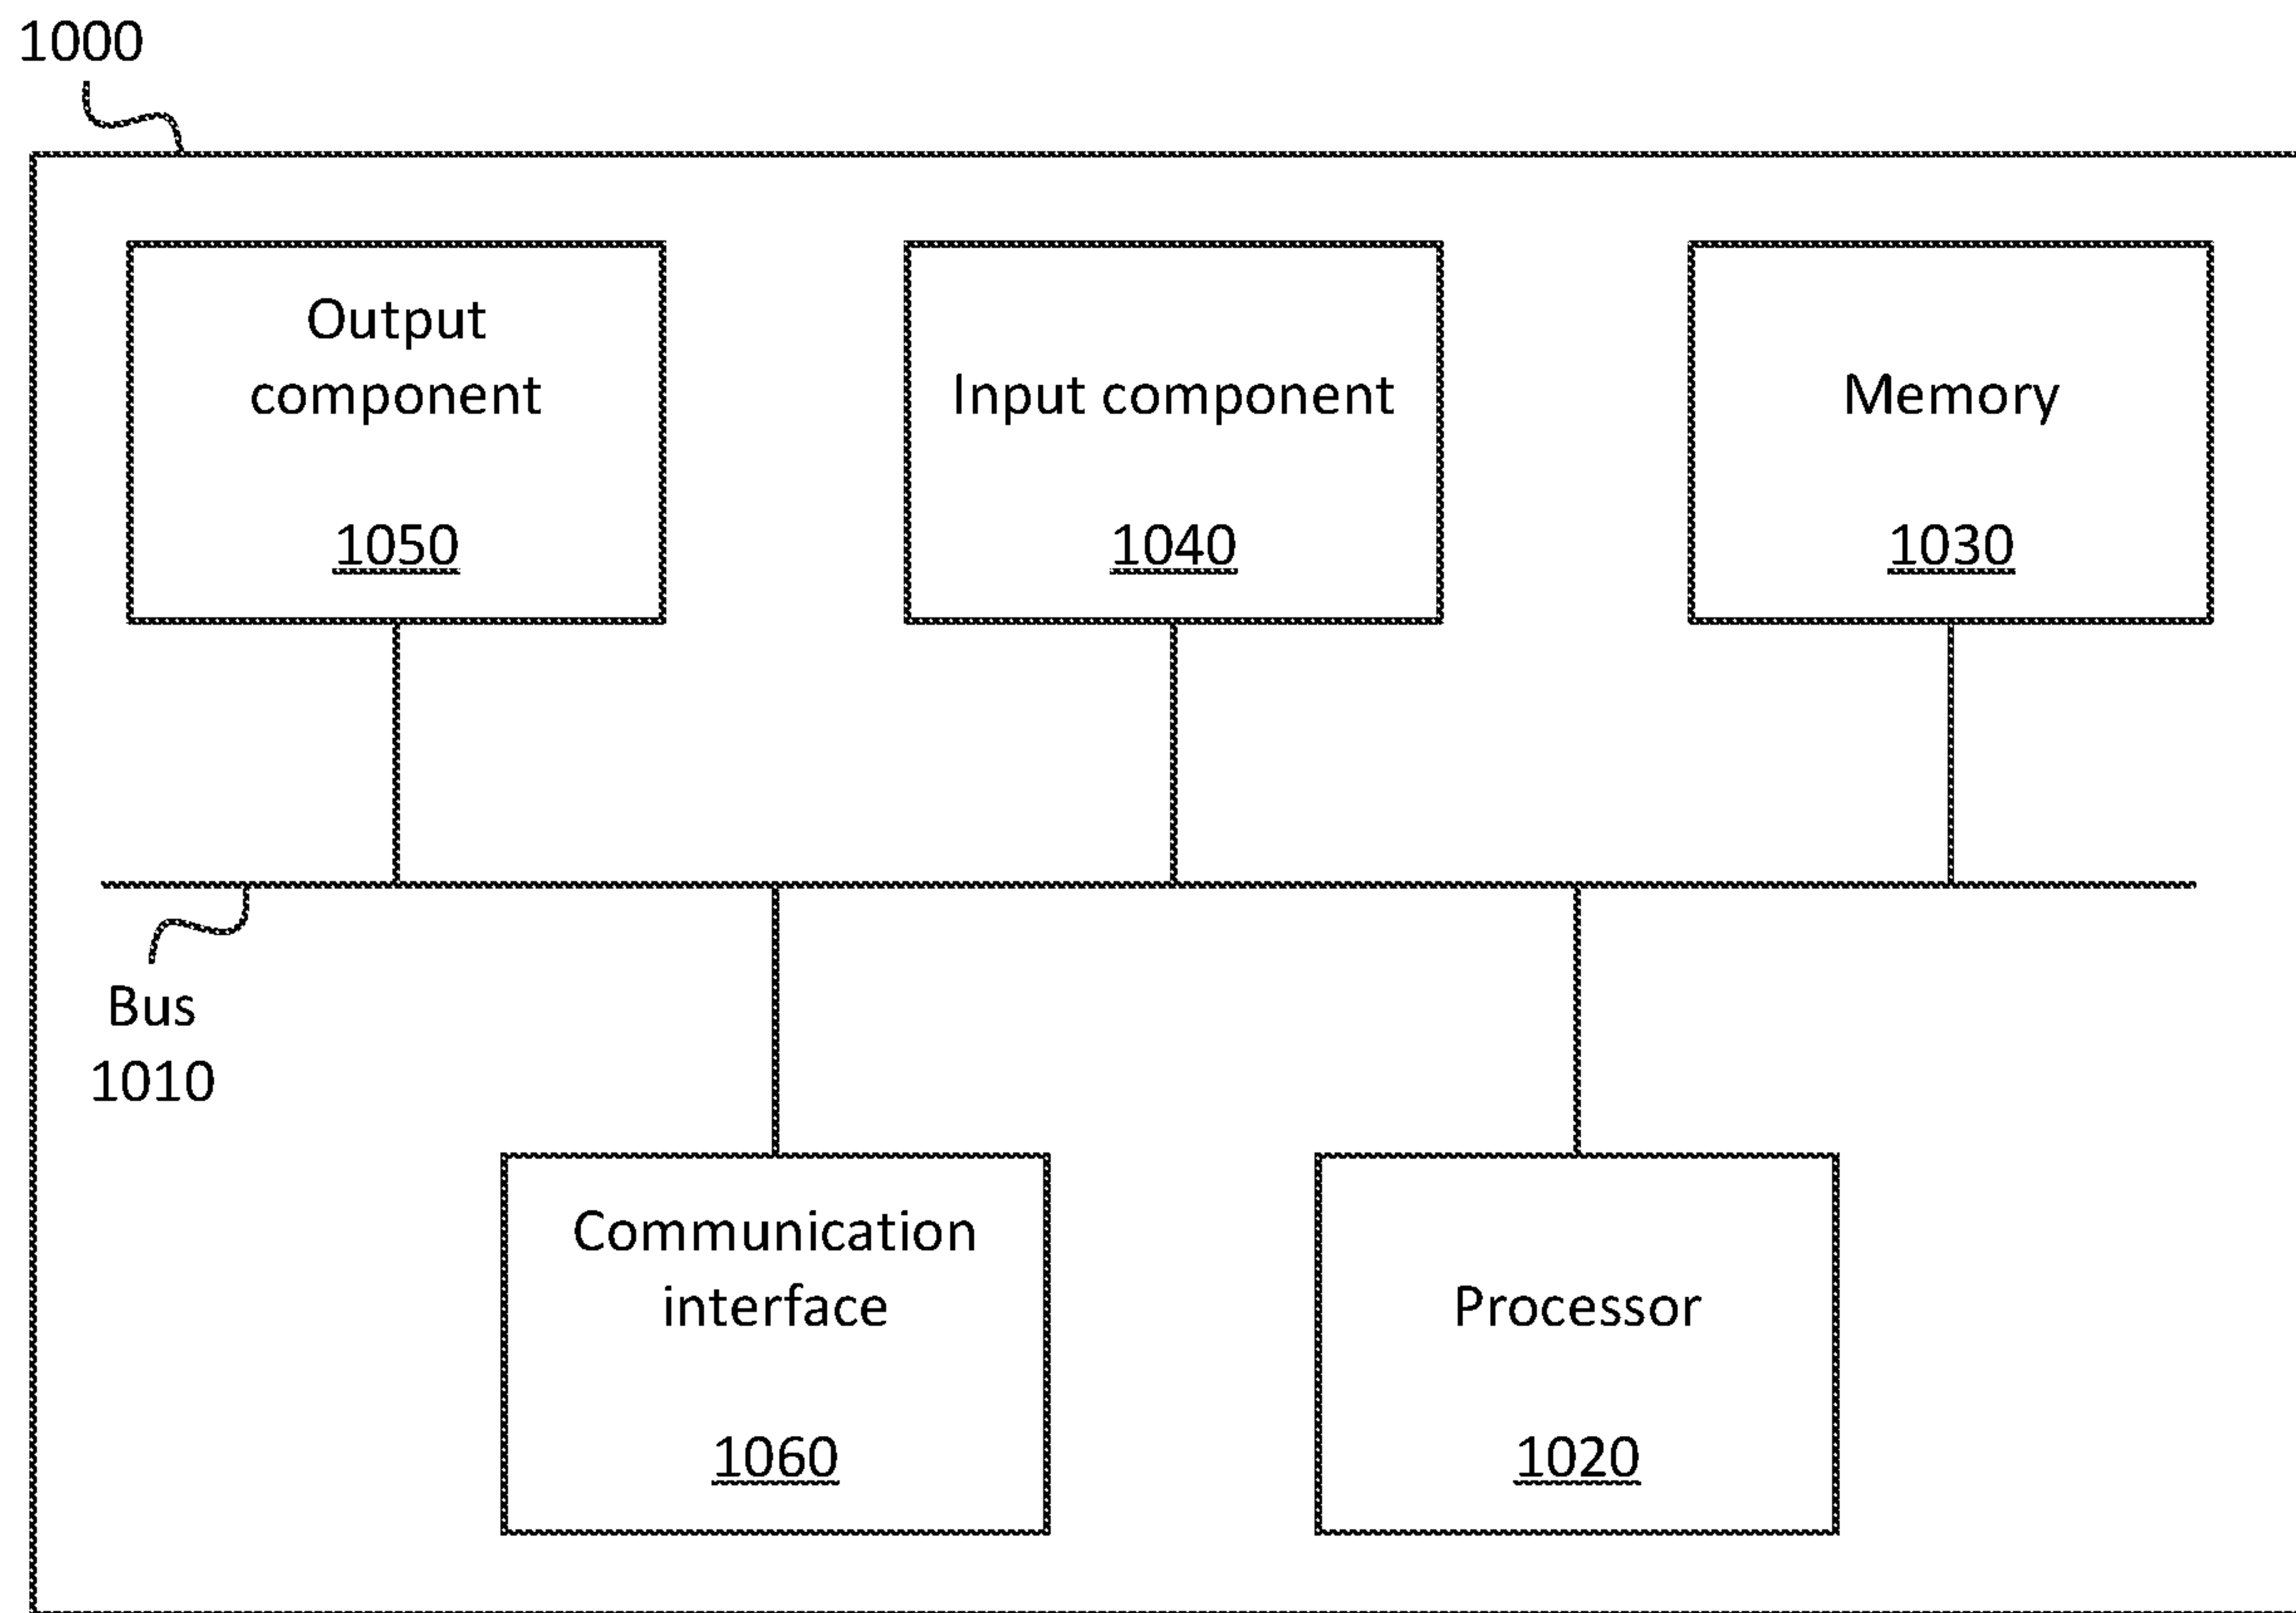 1000
Output
component
1050
Input component
1040
Memory
1030
Bus
1010
Communication
interface
1060
Processor
1020